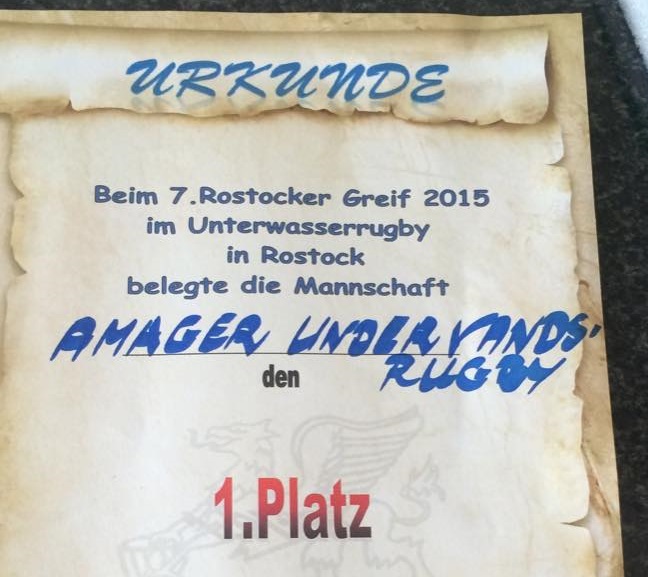 URKUNDE
Beim 7.Rostocker Greif 2015
im Unterwasserrugby
in Rostock
belegte die Mannschaft
AMAGER UNDERVANDS.
RUGBY
den
1.Platz